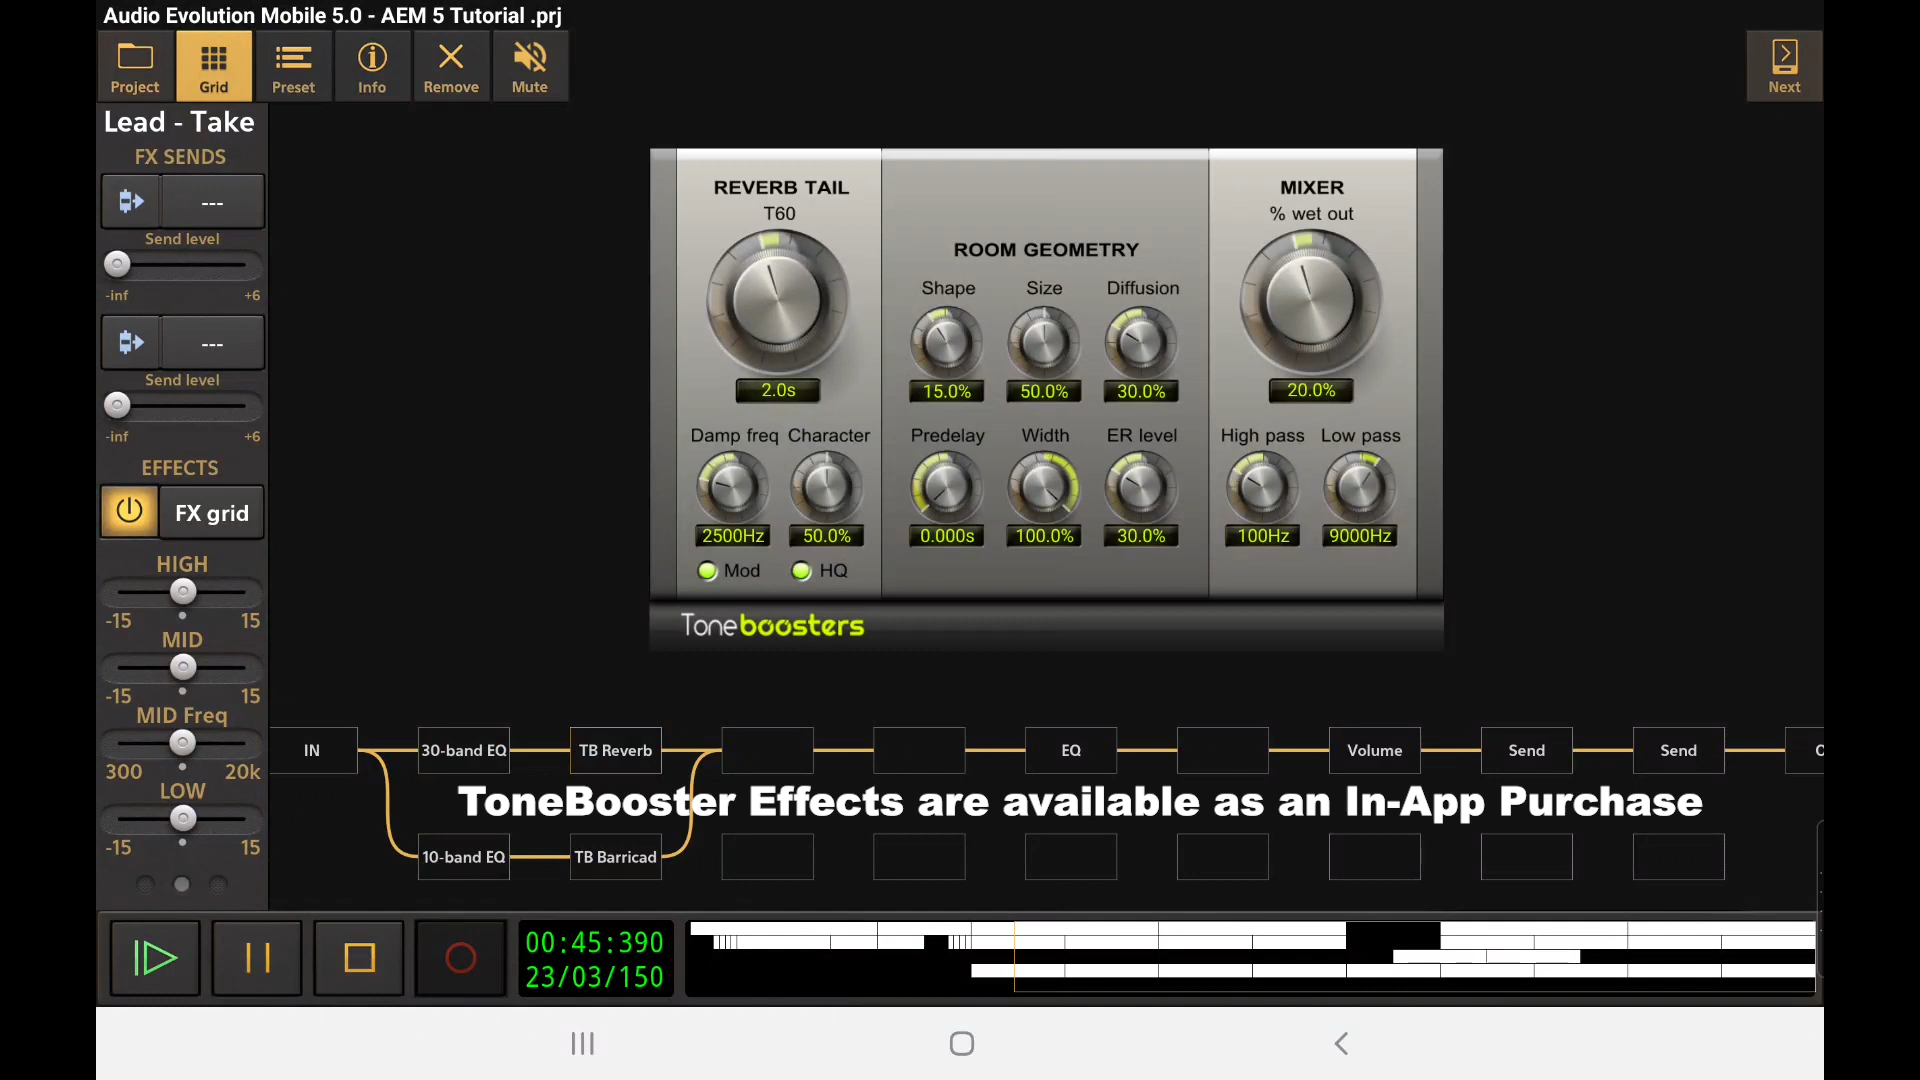 Audio Evolution Mobile 5.0 - AEM 5 Tutorial .prj
Project
Grid
Preset
Info
Remove
Mute
Next
Lead - Take
FX SENDS
---
Send level
-inf +6
---
Send level
-inf +6
EFFECTS
FX grid
HIGH
-15 15
MID
-15 15
MID Freq
300 20k
LOW
-15 15
REVERB TAIL
T60
2.0s
Damp freq Character
2500Hz 50.0%
Mod HQ
ROOM GEOMETRY
Shape Size Diffusion
15.0% 50.0% 30.0%
Predelay Width ER level
0.000s 100.0% 30.0%
MIXER
% wet out
20.0%
High pass Low pass
100Hz 9000Hz
Toneboosters
IN 30-band EQ TB Reverb EQ Volume Send Send
ToneBooster Effects are available as an In-App Purchase
10-band EQ TB Barricad
00:45:390
23/03/150